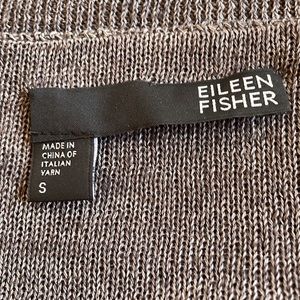 EILEEN
FISHER
MADE IN
CHINA OF
ITALIAN
YARN
S